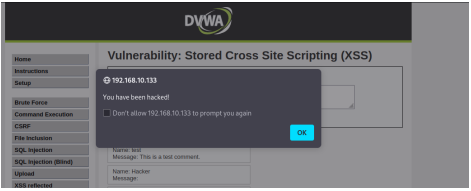 DVWA
Home
Instructions
Setup
Brute Force
Command Execution
CSRF
File Inclusion
SQL Injection
SQL Injection (Blind)
Upload
XSS reflected
Vulnerability: Stored Cross Site Scripting (XSS)
192.168.10.133
You have been hacked!
Don't allow 192.168.10.133 to prompt you again
OK
Name: test
Message: This is a test comment.
Name: Hacker
Message: